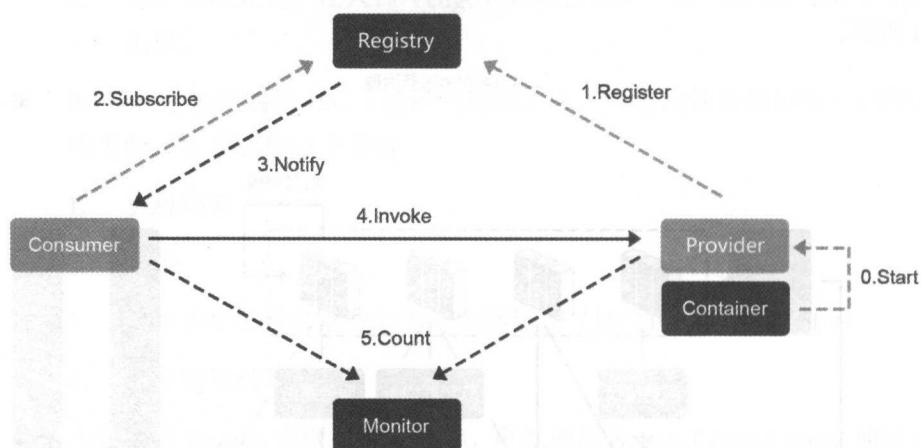 Registry
2.Subscribe
1.Register
3.Notify
4.Invoke
Consumer
Provider
0.Start
Container
5.Count
Monitor